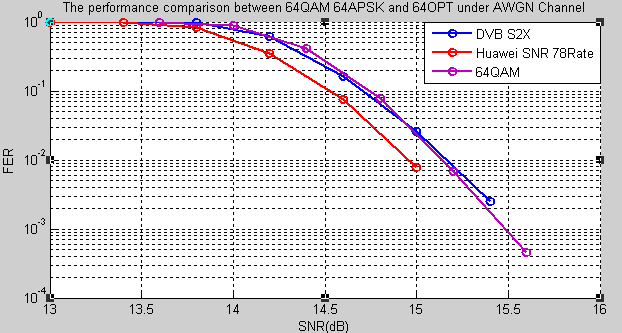 The performance comparison between 64QAM 64APSK and 64OPT under AWGN Channel
DVB S2X
Huawei SNR 78Rate
64QAM
FER
10^0
10^-1
10^-2
10^-3
10^-4
13
13.5
14
14.5
15
15.5
16
SNR(dB)